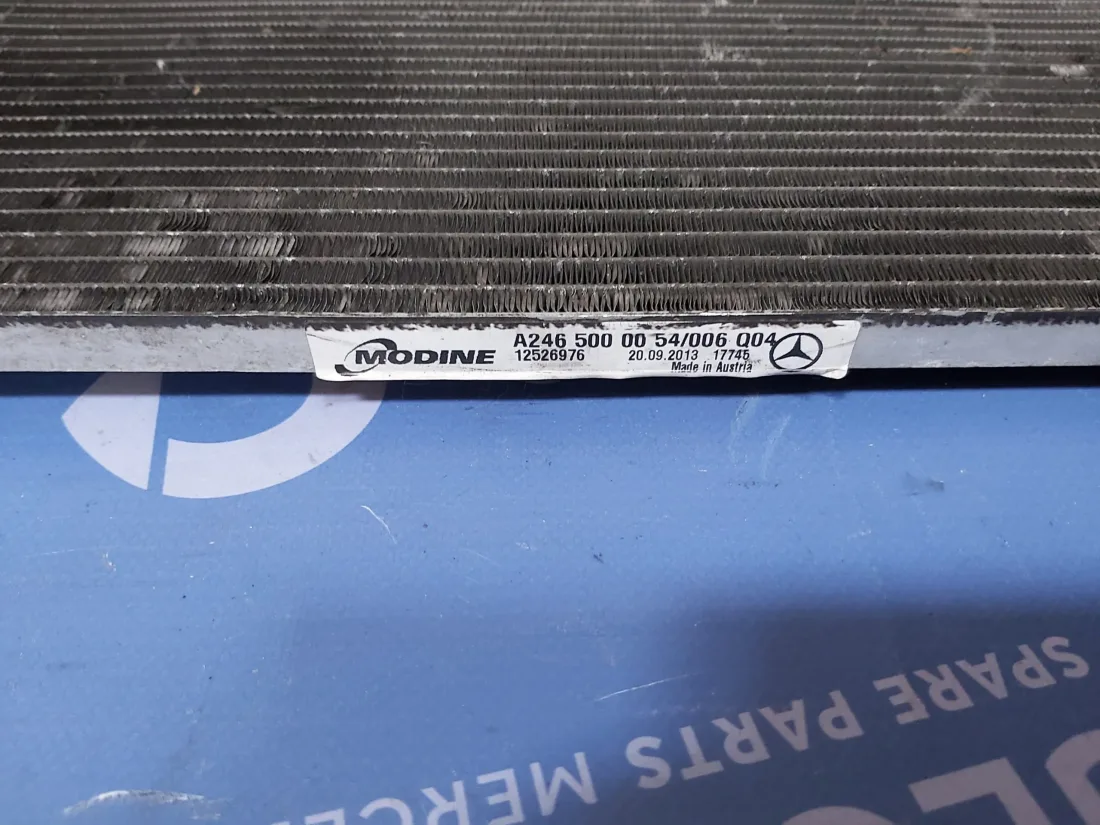 MODINE
A246 500 00 54/006 Q04
12526976 20.09.2013 17745
Made in Austria
SPARE PARTS MERCE